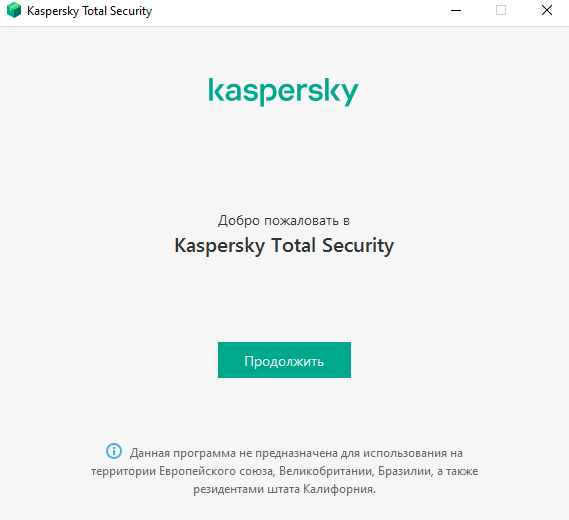 Kaspersky Total Security
kaspersky
Добро пожаловать в
Kaspersky Total Security
Продолжить
Данная программа не предназначена для использования на
территории Европейского союза, Великобритании, Бразилии, а также
резидентами штата Калифорния.